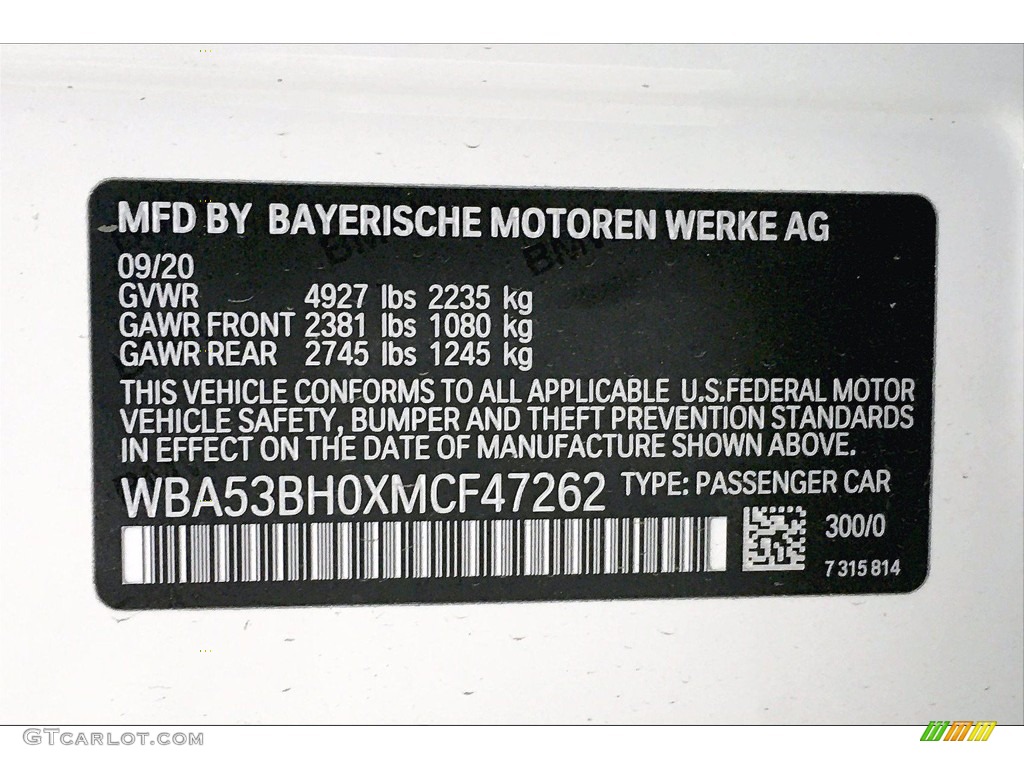 MFD BY BAYERISCHE MOTOREN WERKE AG
09/20
GVWR 4927 lbs 2235 kg
GAWR FRONT 2381 lbs 1080 kg
GAWR REAR 2745 lbs 1245 kg
THIS VEHICLE CONFORMS TO ALL APPLICABLE U.S.FEDERAL MOTOR
VEHICLE SAFETY, BUMPER AND THEFT PREVENTION STANDARDS
IN EFFECT ON THE DATE OF MANUFACTURE SHOWN ABOVE.
WBA53BH0XMCF47262 TYPE: PASSENGER CAR
300/0
7 315 814
GTCARLOT.COM